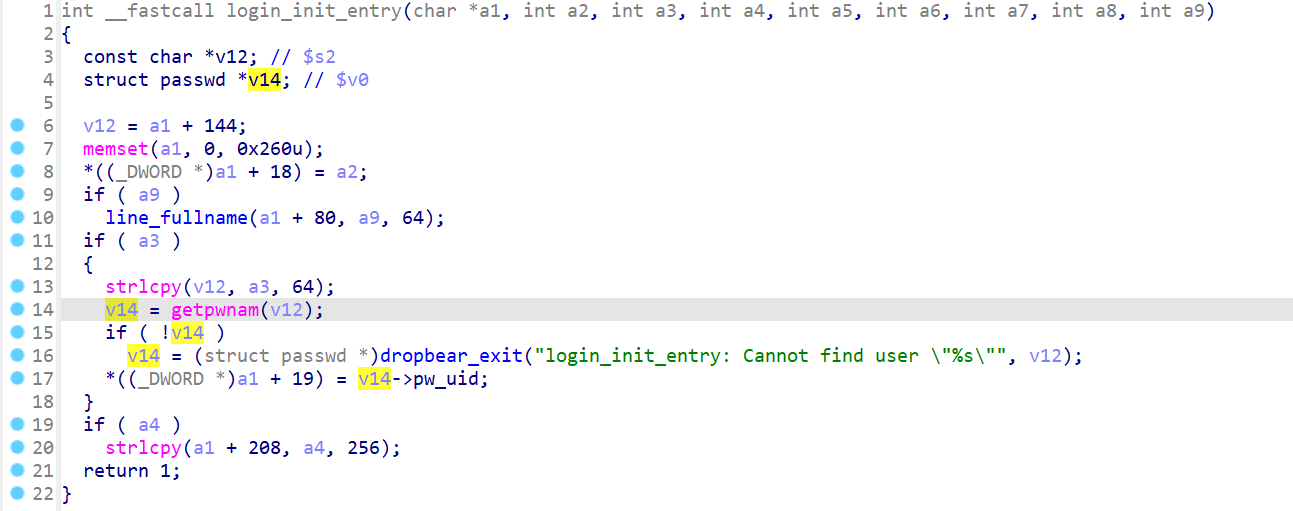 1 int __fastcall login_init_entry(char *a1, int a2, int a3, int a4, int a5, int a6, int a7, int a8, int a9)
2 {
3   const char *v12; // $s2
4   struct passwd *v14; // $v0
5
6   v12 = a1 + 144;
7   memset(a1, 0, 0x260u);
8   *((_DWORD *)a1 + 18) = a2;
9   if ( a9 )
10     line_fullname(a1 + 80, a9, 64);
11   if ( a3 )
12   {
13     strlcpy(v12, a3, 64);
14     v14 = getpwnam(v12);
15     if ( !v14 )
16       v14 = (struct passwd *)dropbear_exit("login_init_entry: Cannot find user \"%s\"", v12);
17     *((_DWORD *)a1 + 19) = v14->pw_uid;
18   }
19   if ( a4 )
20     strlcpy(a1 + 208, a4, 256);
21   return 1;
22 }